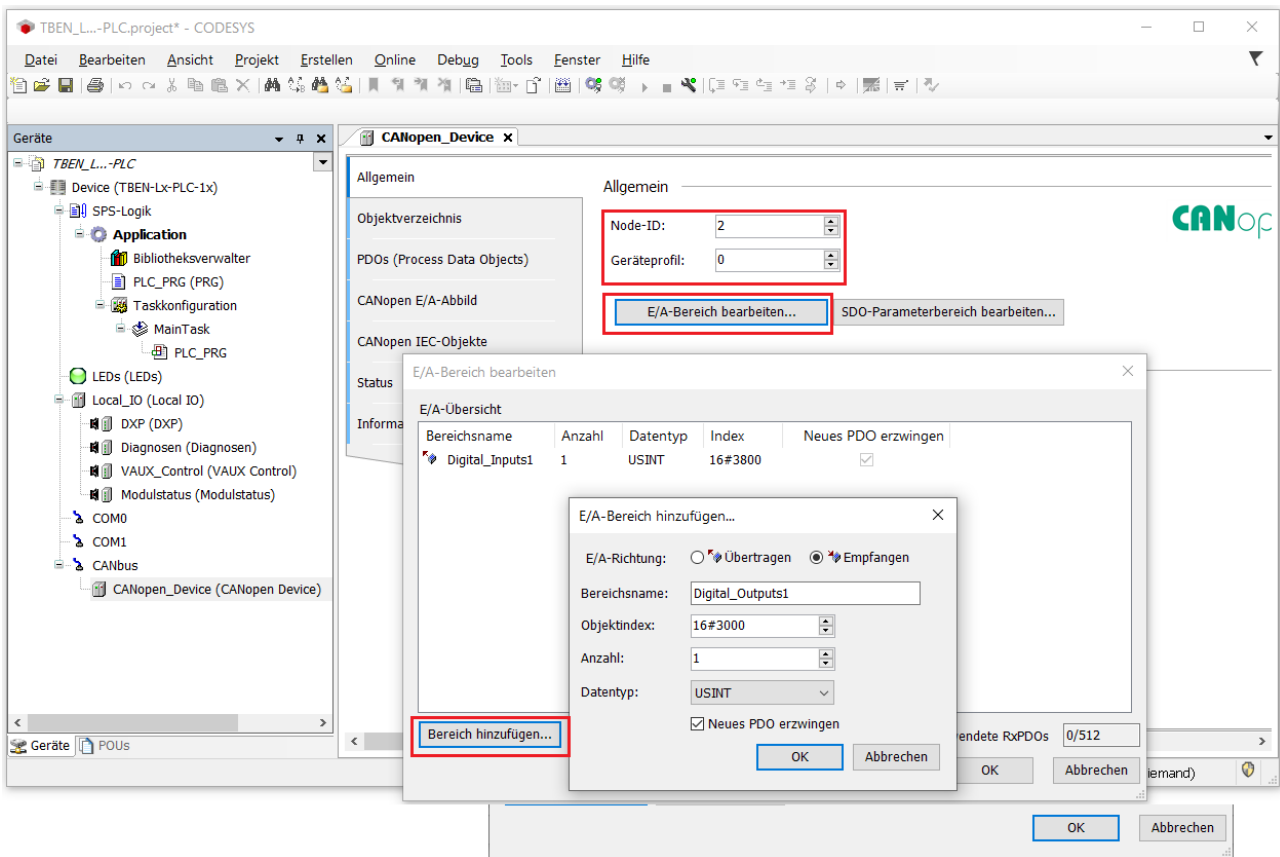 TBEN_L...-PLC.project* - CODESYS
Datei Bearbeiten Ansicht Projekt Erstellen Online Debug Tools Fenster Hilfe
Geräte
TBEN_L...-PLC
Device (TBEN-Lx-PLC-1x)
SPS-Logik
Application
Bibliotheksverwalter
PLC_PRG (PRG)
Taskkonfiguration
MainTask
PLC_PRG
LEDs (LEDs)
Local_IO (Local IO)
DXP (DXP)
Diagnosen (Diagnosen)
VAUX_Control (VAUX Control)
Modulstatus (Modulstatus)
COM0
COM1
CANbus
CANopen_Device (CANopen Device)
Geräte POUs
CANopen_Device
Allgemein
Objektverzeichnis
PDOs (Process Data Objects)
CANopen E/A-Abbild
CANopen IEC-Objekte
Status
Informa
Allgemein
CANop
Node-ID: 2
Geräteprofil: 0
E/A-Bereich bearbeiten... SDO-Parameterbereich bearbeiten...
E/A-Bereich bearbeiten
E/A-Übersicht
Bereichsname Anzahl Datentyp Index Neues PDO erzwingen
Digital_Inputs1 1 USINT 16#3800
E/A-Bereich hinzufügen...
E/A-Richtung: Übertragen Empfangen
Bereichsname: Digital_Outputs1
Objektindex: 16#3000
Anzahl: 1
Datentyp: USINT
Neues PDO erzwingen
OK Abbrechen
Bereich hinzufügen...
endete RxPDOs 0/512
OK Abbrechen
iemand)
OK Abbrechen